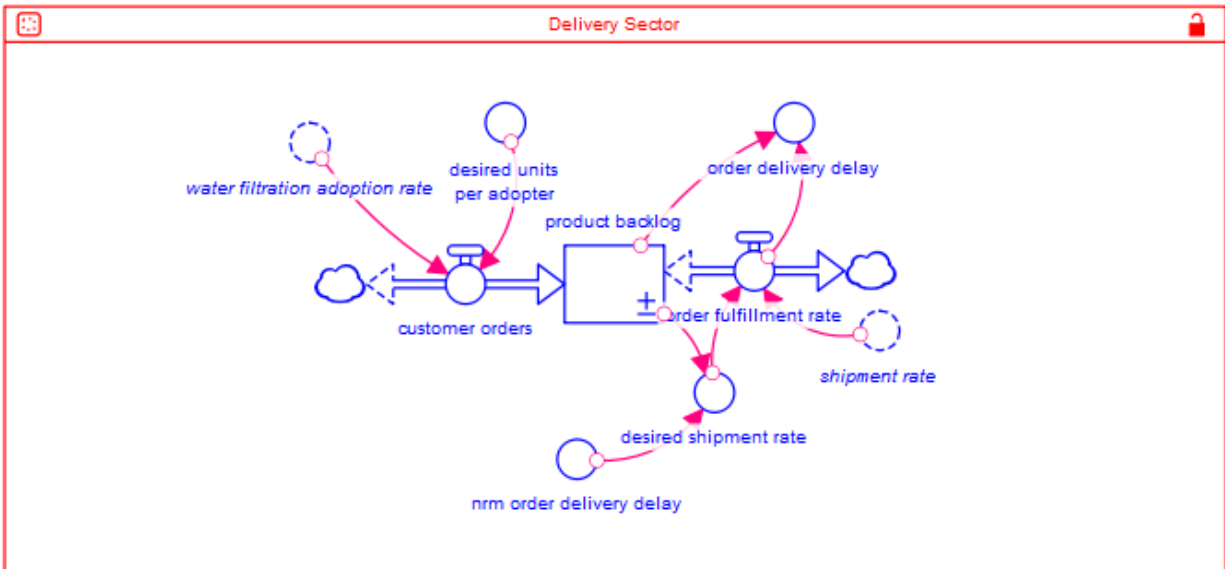 Delivery Sector
desired units
per adopter
order delivery delay
water filtration adoption rate
product backlog
order fulfillment rate
customer orders
shipment rate
desired shipment rate
nrm order delivery delay